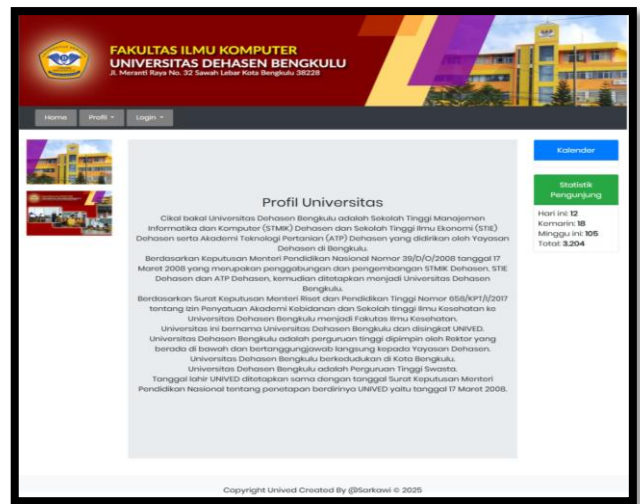 FAKULTAS ILMU KOMPUTER
UNIVERSITAS DEHASEN BENGKULU
Jl. Meranti Raya No. 32 Sawah Lebar Kota Bengkulu 38228
Home Profil Login
Profil Universitas
Cikal bakal Universitas Dehasen Bengkulu adalah Sekolah Tinggi Manajemen
Informatika dan Komputer (STMIK) Dehasen dan Sekolah Tinggi Ilmu Ekonomi (STIE)
Dehasen serta Akademi Teknologi Pertanian (ATP) Dehasen yang didirikan oleh Yayasan
Dehasen di Bengkulu.
Berdasarkan Keputusan Menteri Pendidikan Nasional Nomor 39/D/O/2008 tanggal 17
Maret 2008 yang merupakan penggabungan dan pengembangan STMIK Dehasen, STIE
Dehasen dan ATP Dehasen, kemudian ditetapkan menjadi Universitas Dehasen
Bengkulu.
Berdasarkan Surat Keputusan Menteri Riset dan Pendidikan Tinggi Nomor 658/KPT/I/2017
tentang Izin Penyatuan Akademi Kebidanan dan Sekolah tinggi Ilmu Kesehatan ke
Universitas Dehasen Bengkulu menjadi Fakutas Ilmu Kesehatan.
Universitas ini bernama Universitas Dehasen Bengkulu dan disingkat UNIVED.
Universitas Dehasen Bengkulu adalah perguruan tinggi dipimpin oleh Rektor yang
berada di bawah dan bertanggungjawab langsung kepada Yayasan Dehasen.
Universitas Dehasen Bengkulu berkedudukan di Kota Bengkulu.
Universitas Dehasen Bengkulu adalah Perguruan Tinggi Swasta.
Tanggal lahir UNIVED ditetapkan sama dengan tanggal Surat Keputusan Menteri
Pendidikan Nasional tentang penetapan berdirinya UNIVED yaitu tanggal 17 Maret 2008.
Kalender
Statistik
Pengunjung
Hari ini: 12
Kemarin: 18
Minggu ini: 105
Total: 3,204
Copyright Unived Created By @Sarkawi © 2025